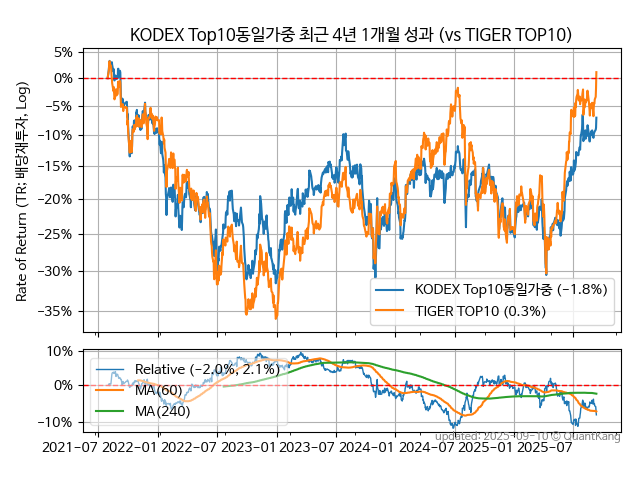 KODEX Top10동일가중 최근 4년 1개월 성과 (vs TIGER TOP10)
5%
0%
−5%
−10%
−15%
−20%
−25%
−30%
−35%
Rate of Return (TR: 배당재투자, Log)
KODEX Top10동일가중 (−1.8%)
TIGER TOP10 (0.3%)
10%
0%
−10%
Relative (−2.0%, 2.1%)
MA(60)
MA(240)
updated: 2025-09-10 © QuantKang
2021-07 2022-01 2022-07 2023-01 2023-07 2024-01 2024-07 2025-01 2025-07